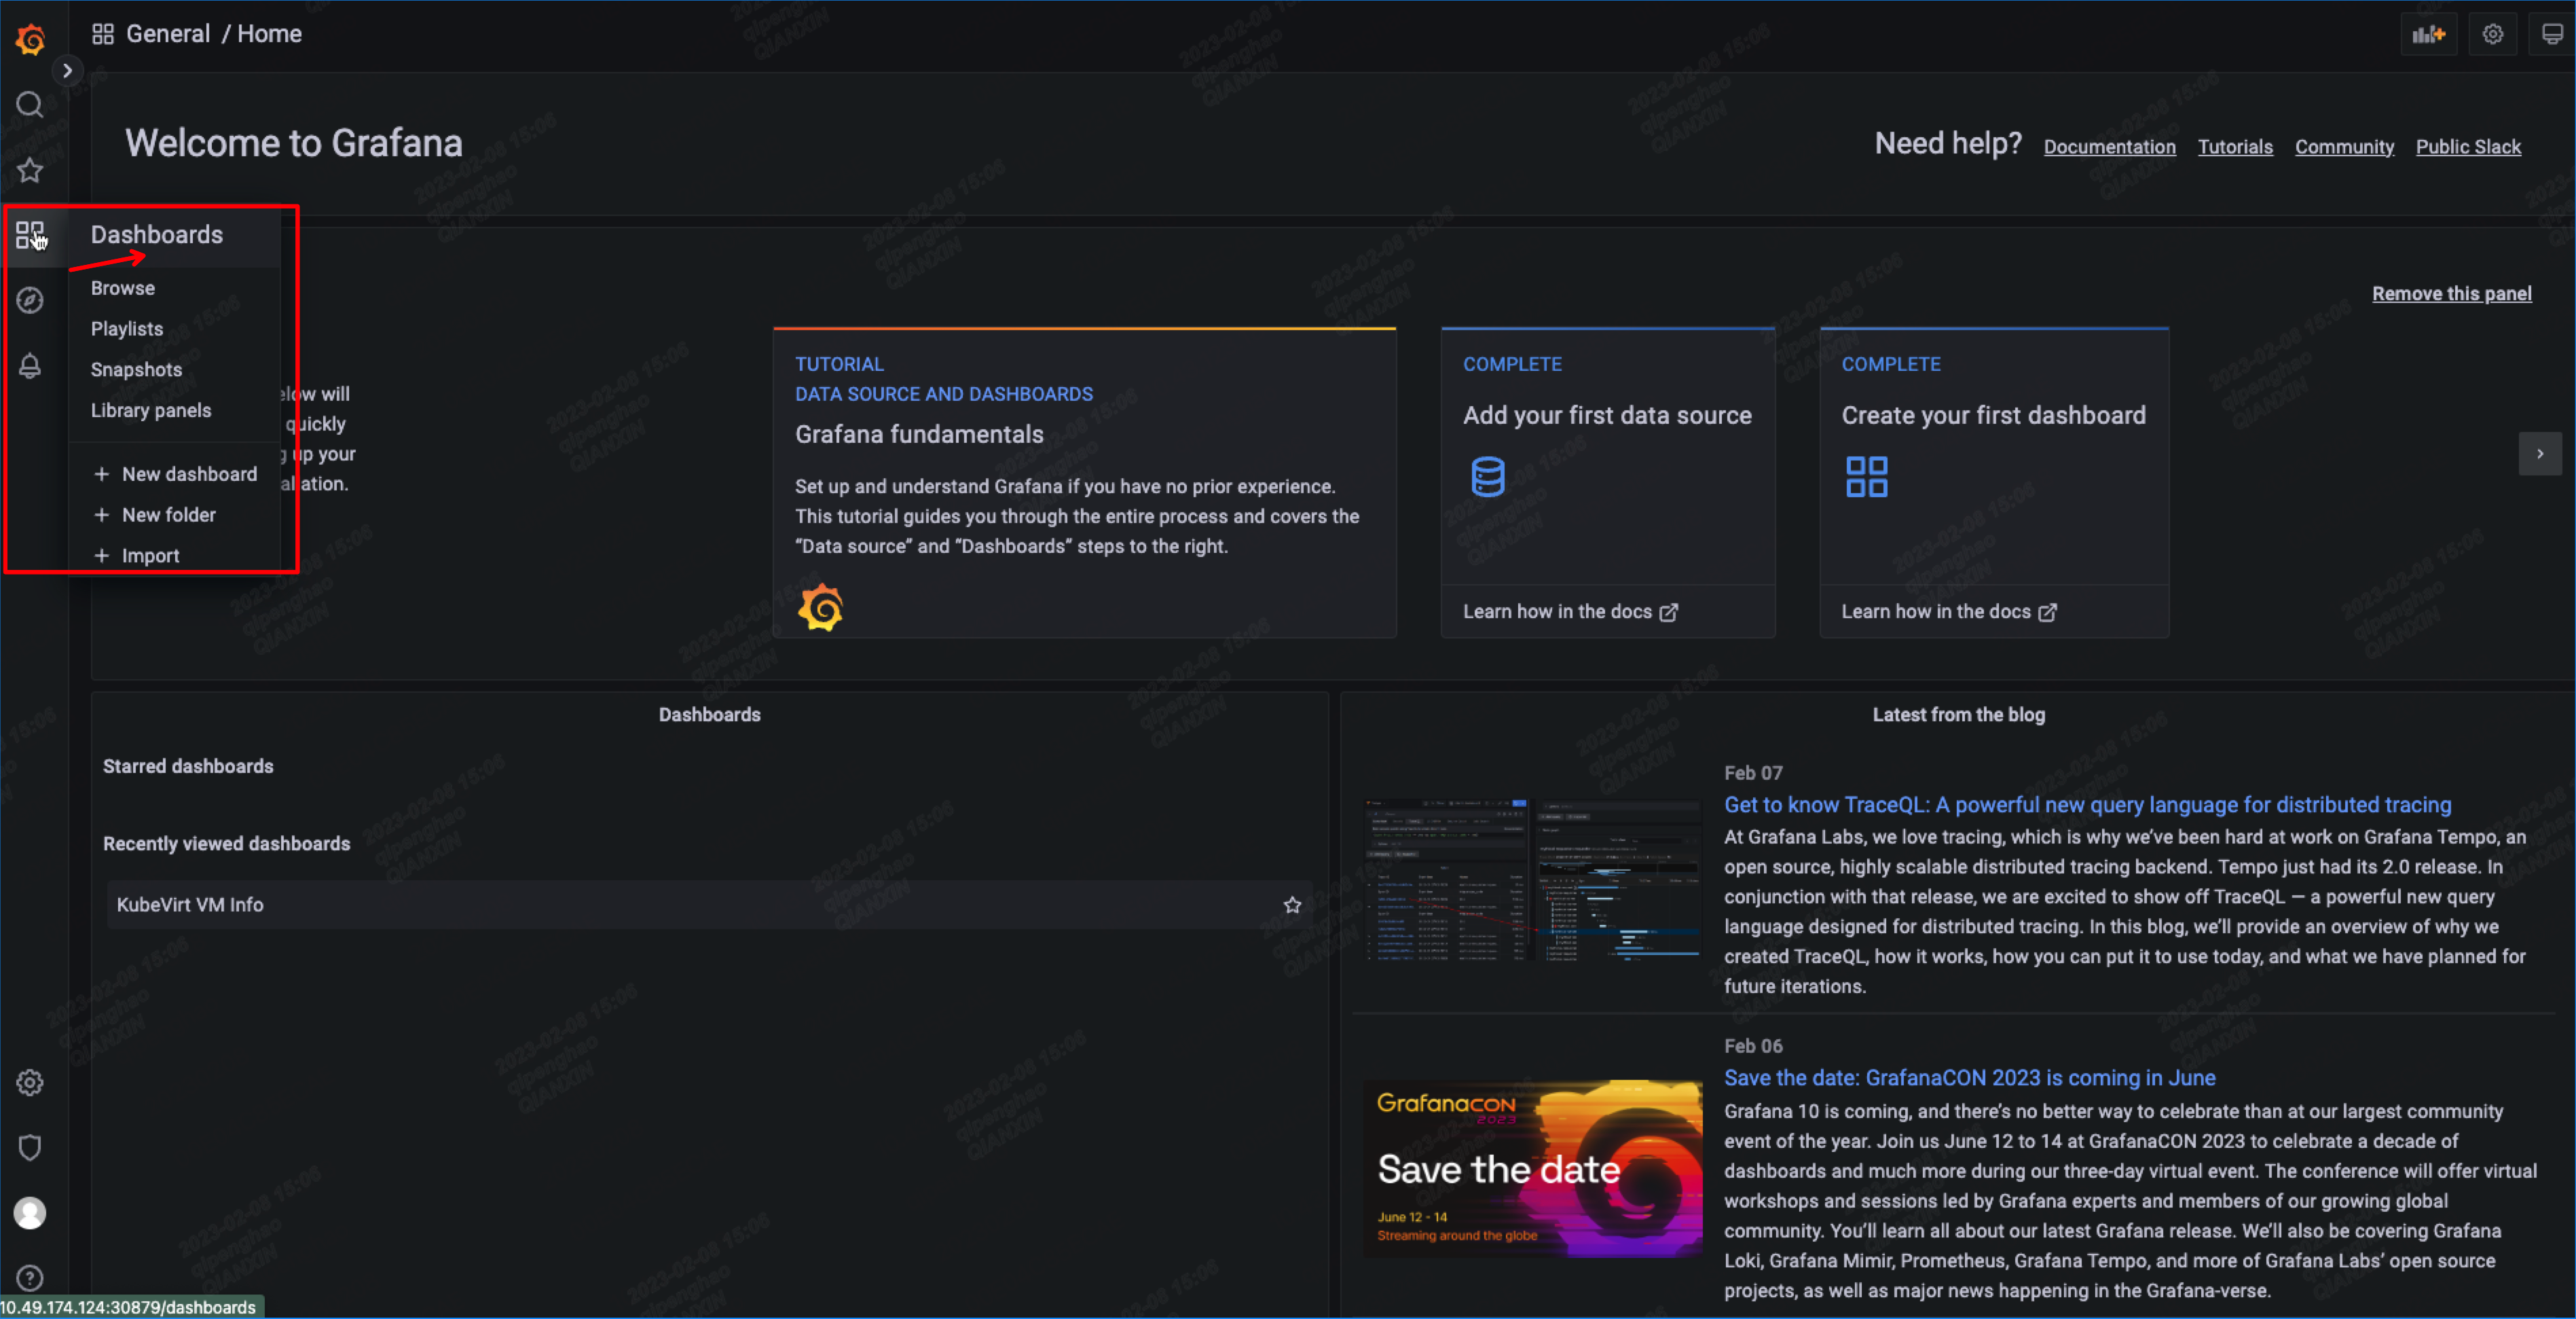 General / Home
Welcome to Grafana
Need help?
Documentation
Tutorials
Community
Public Slack
Dashboards
Browse
Playlists
Snapshots
Library panels
+ New dashboard
+ New folder
+ Import
elow will
quickly
g up your
allation.
Remove this panel
TUTORIAL
DATA SOURCE AND DASHBOARDS
Grafana fundamentals
Set up and understand Grafana if you have no prior experience.
This tutorial guides you through the entire process and covers the
“Data source” and “Dashboards” steps to the right.
COMPLETE
Add your first data source
Learn how in the docs
COMPLETE
Create your first dashboard
Learn how in the docs
Dashboards
Starred dashboards
Recently viewed dashboards
KubeVirt VM Info
Latest from the blog
Feb 07
Get to know TraceQL: A powerful new query language for distributed tracing
At Grafana Labs, we love tracing, which is why we’ve been hard at work on Grafana Tempo, an
open source, highly scalable distributed tracing backend. Tempo just had its 2.0 release. In
conjunction with that release, we are excited to show off TraceQL — a powerful new query
language designed for distributed tracing. In this blog, we’ll provide an overview of why we
created TraceQL, how it works, how you can put it to use today, and what we have planned for
future iterations.
Feb 06
Save the date: GrafanaCON 2023 is coming in June
Grafana 10 is coming, and there’s no better way to celebrate than at our largest community
event of the year. Join us June 12 to 14 at GrafanaCON 2023 to celebrate a decade of
dashboards and much more during our three-day virtual event. The conference will offer virtual
workshops and sessions led by Grafana experts and members of our growing global
community. You’ll learn all about our latest Grafana release. We’ll also be covering Grafana
Loki, Grafana Mimir, Prometheus, Grafana Tempo, and more of Grafana Labs’ open source
projects, as well as major news happening in the Grafana-verse.
GrafanaCON
2023
Save the date
June 12 - 14
Streaming around the globe
10.49.174.124:30879/dashboards
2023-02-08 15:06
qipenghao
QIANXIN